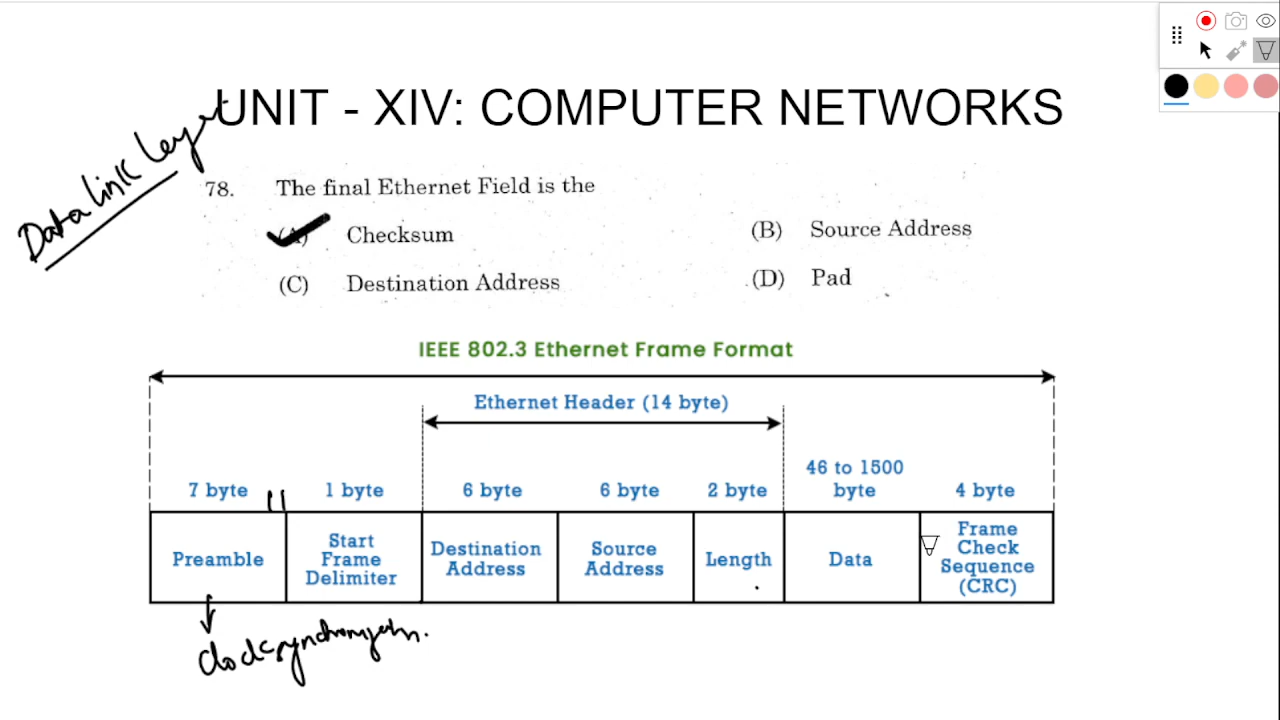 UNIT - XIV: COMPUTER NETWORKS
Data link layer
78. The final Ethernet Field is the
(A) Checksum
(B) Source Address
(C) Destination Address
(D) Pad
IEEE 802.3 Ethernet Frame Format
Ethernet Header (14 byte)
7 byte
1 byte
6 byte
6 byte
2 byte
46 to 1500
byte
4 byte
Preamble
Start
Frame
Delimiter
Destination
Address
Source
Address
Length
Data
Frame
Check
Sequence
(CRC)